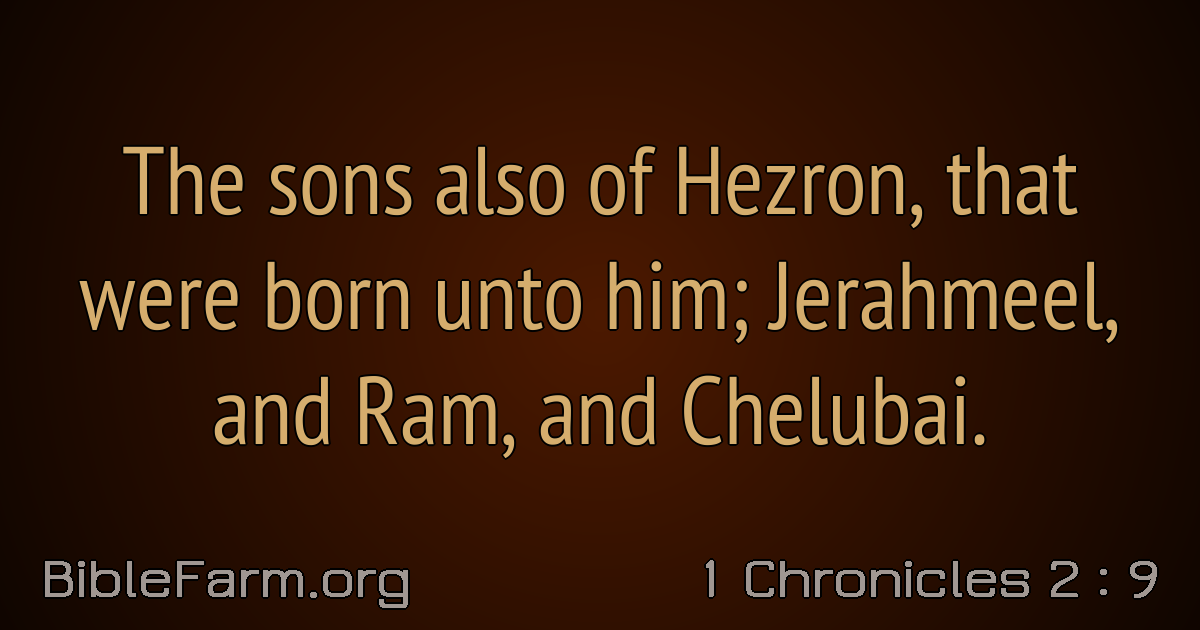 The sons also of Hezron, that
were born unto him; Jerahmeel,
and Ram, and Chelubai.
BibleFarm.org
1 Chronicles 2 : 9